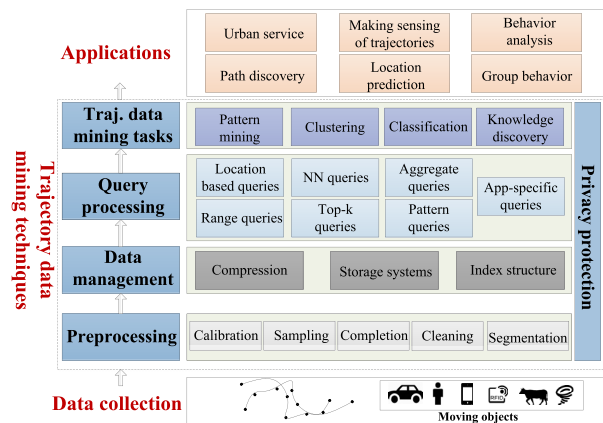 Applications
Urban service
Making sensing
of trajectories
Behavior
analysis
Path discovery
Location
prediction
Group behavior
Trajectory data
mining techniques
Traj. data
mining tasks
Pattern
mining
Clustering
Classification
Knowledge
discovery
Query
processing
Location
based queries
NN queries
Aggregate
queries
App-specific
queries
Range queries
Top-k
queries
Pattern
queries
Data
management
Compression
Storage systems
Index structure
Preprocessing
Calibration
Sampling
Completion
Cleaning
Segmentation
Privacy protection
Data collection
RFID
Moving objects